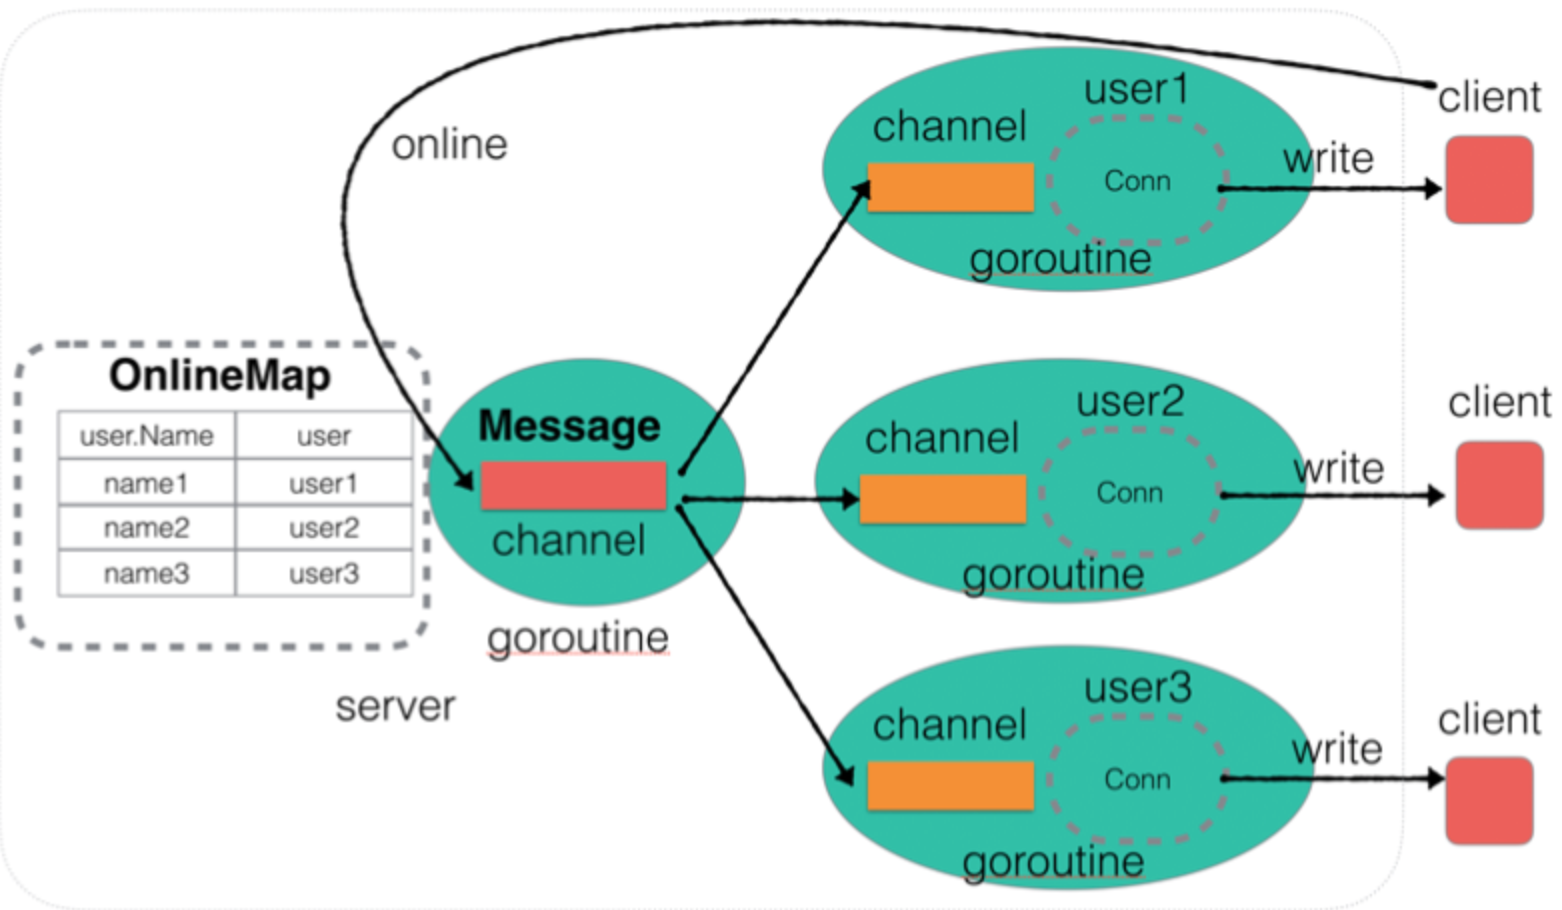 online
OnlineMap
user.Name user
name1 user1
name2 user2
name3 user3
Message
channel
goroutine
server
user1
channel
Conn
goroutine
write
client
user2
channel
Conn
goroutine
write
client
user3
channel
Conn
goroutine
write
client